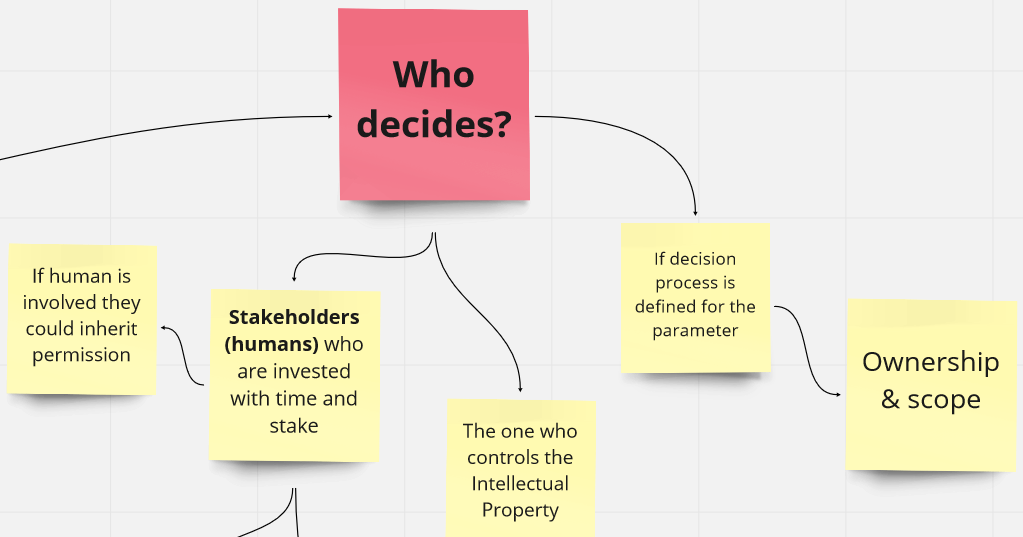 Who
decides?
If human is
involved they
could inherit
permission
Stakeholders
(humans) who
are invested
with time and
stake
The one who
controls the
Intellectual
Property
If decision
process is
defined for the
parameter
Ownership
& scope